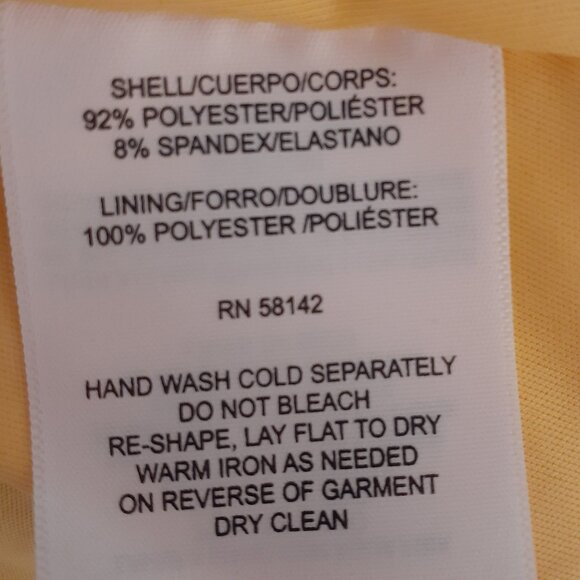 SHELL/CUERPO/CORPS:
92% POLYESTER/POLIÉSTER
8% SPANDEX/ELASTANO
LINING/FORRO/DOUBLURE:
100% POLYESTER /POLIÉSTER
RN 58142
HAND WASH COLD SEPARATELY
DO NOT BLEACH
RE-SHAPE, LAY FLAT TO DRY
WARM IRON AS NEEDED
ON REVERSE OF GARMENT
DRY CLEAN